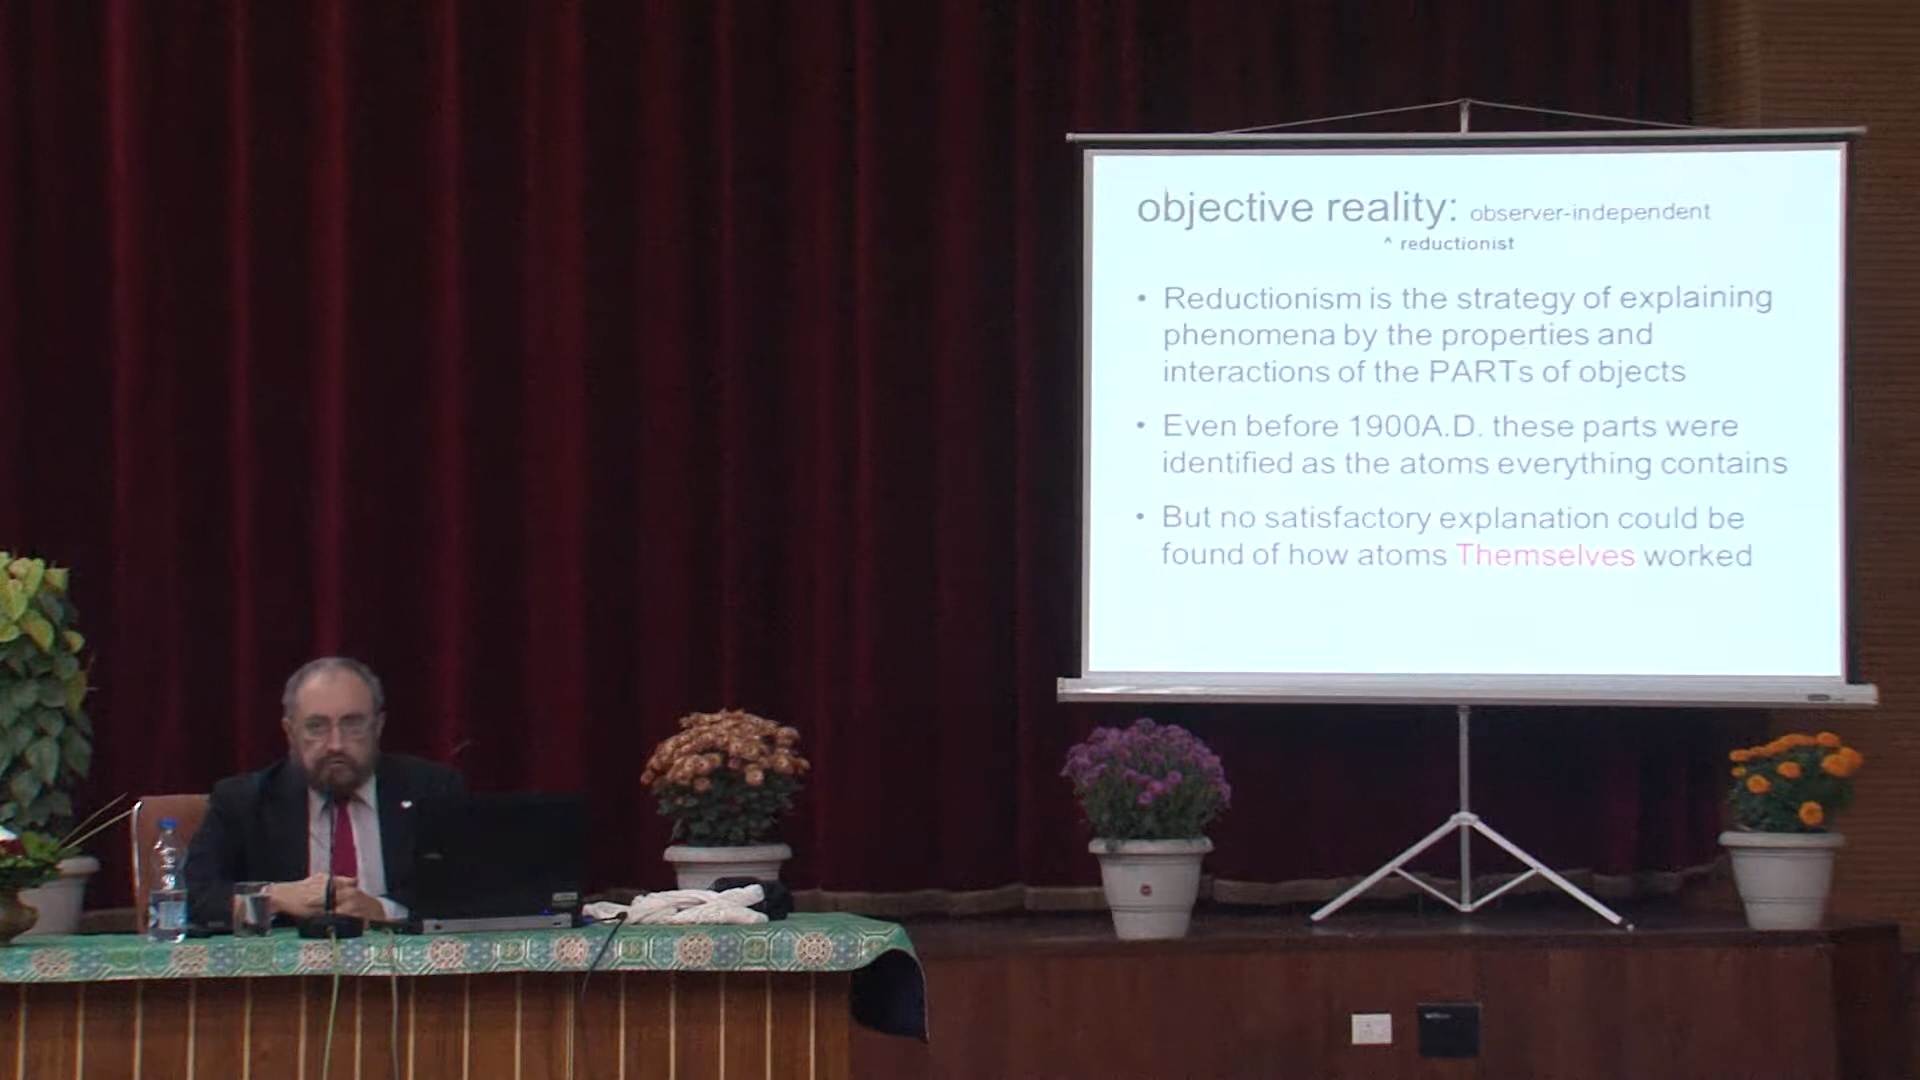 objective reality: observer-independent
^ reductionist
• Reductionism is the strategy of explaining
phenomena by the properties and
interactions of the PARTs of objects
• Even before 1900A.D. these parts were
identified as the atoms everything contains
• But no satisfactory explanation could be
found of how atoms Themselves worked